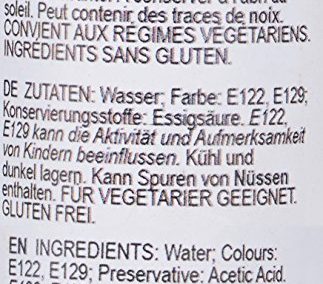 soleil. Peut contenir des traces de noix.
CONVIENT AUX RÉGIMES VÉGÉTARIENS.
INGRÉDIENTS SANS GLUTEN.
DE ZUTATEN: Wasser; Farbe: E122, E129;
Konservierungsstoffe: Essigsäure. E122,
E129 kann die Aktivität und Aufmerksamkeit
von Kindern beeinflussen. Kühl und
dunkel lagern. Kann Spuren von Nüssen
enthalten. FÜR VEGETARIER GEEIGNET.
GLUTEN FREI.
EN INGREDIENTS: Water; Colours:
E122, E129; Preservative: Acetic Acid.